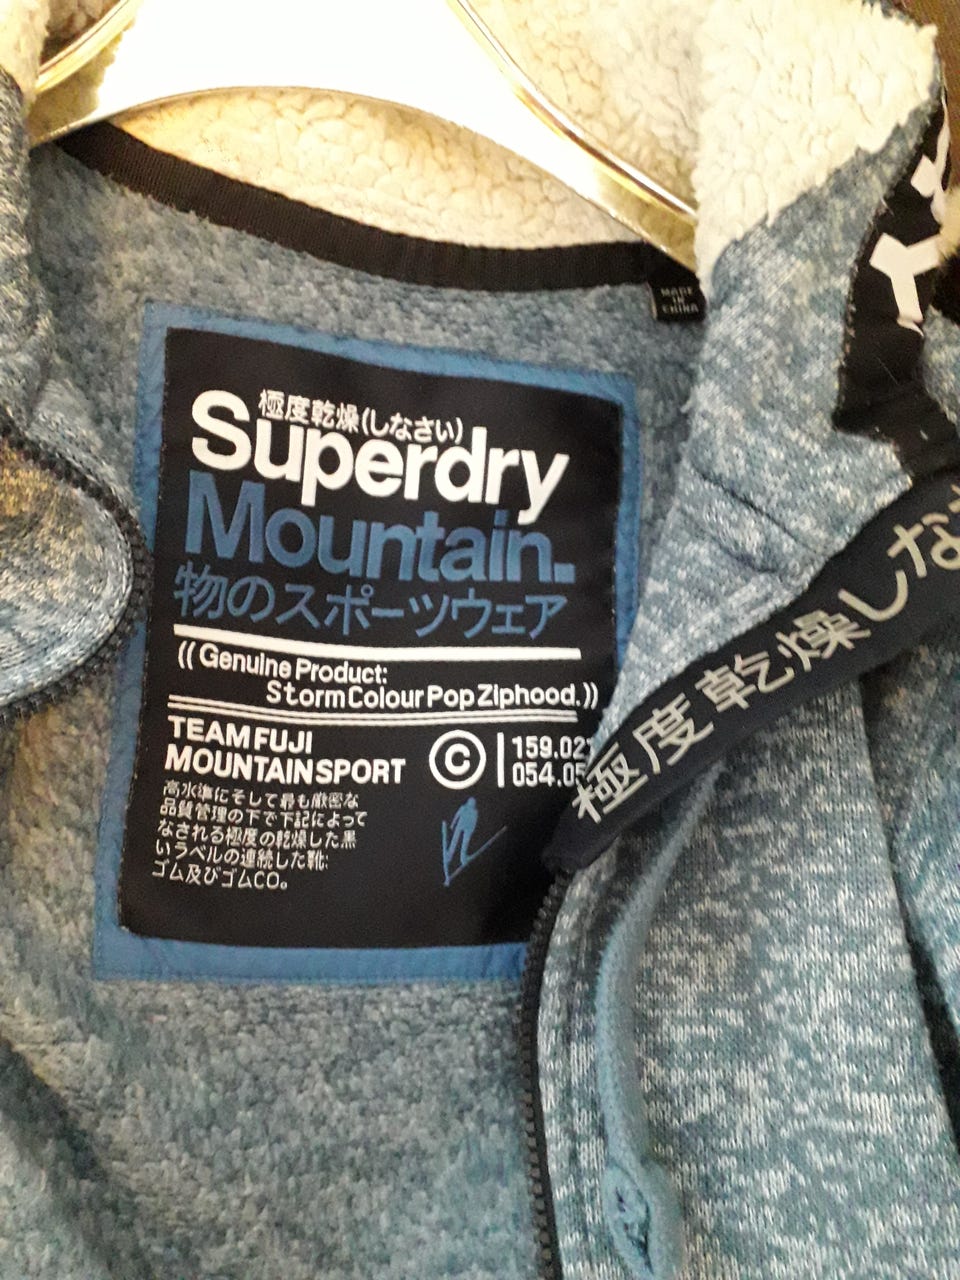 MADE
IN
CHINA
極度乾燥(しなさい)
Superdry
Mountain.
物のスポーツウェア
((Genuine Product:
Storm Colour Pop Ziphood.))
TEAM FUJI
MOUNTAINSPORT
© 159.02
054.05
高水準にそして最も厳密な
品質管理の下で下記によって
なされる極度の乾燥した黒
いラベルの連続した靴:
ゴム及びゴムCO。
極度乾燥しな